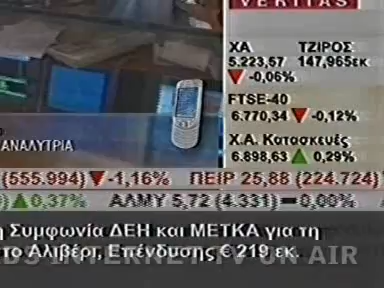 VERITAS
ΧΑ ΤΖΙΡΟΣ
5.223,57 147,965εκ
-0,06%
FTSE-40
6.770,34 -0,12%
Χ.Α. Κατασκευές
6.898,63 0,29%
ΑΝΑΛΥΤΡΙΑ
(555.994) -1,16% ΠΕΙΡ 25,88 (224.724)
0,37% ΑΛΜΥ 5,72 (4.331) 0,00%
η Συμφωνία ΔΕΗ και ΜΕΤΚΑ για τη
το Αλιβέρι, Επένδυσης € 219 εκ.
INTERNET TV ON AIR